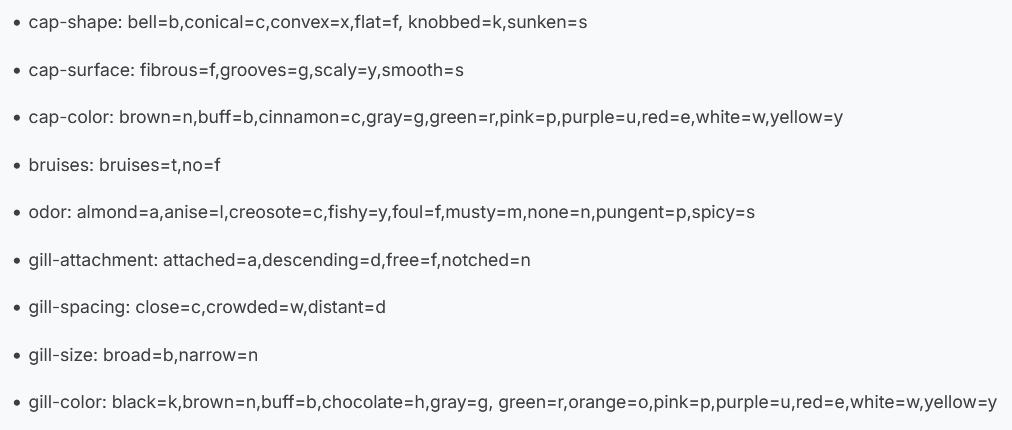 • cap-shape: bell=b,conical=c,convex=x,flat=f, knobbed=k,sunken=s
• cap-surface: fibrous=f,grooves=g,scaly=y,smooth=s
• cap-color: brown=n,buff=b,cinnamon=c,gray=g,green=r,pink=p,purple=u,red=e,white=w,yellow=y
• bruises: bruises=t,no=f
• odor: almond=a,anise=l,creosote=c,fishy=y,foul=f,musty=m,none=n,pungent=p,spicy=s
• gill-attachment: attached=a,descending=d,free=f,notched=n
• gill-spacing: close=c,crowded=w,distant=d
• gill-size: broad=b,narrow=n
• gill-color: black=k,brown=n,buff=b,chocolate=h,gray=g, green=r,orange=o,pink=p,purple=u,red=e,white=w,yellow=y